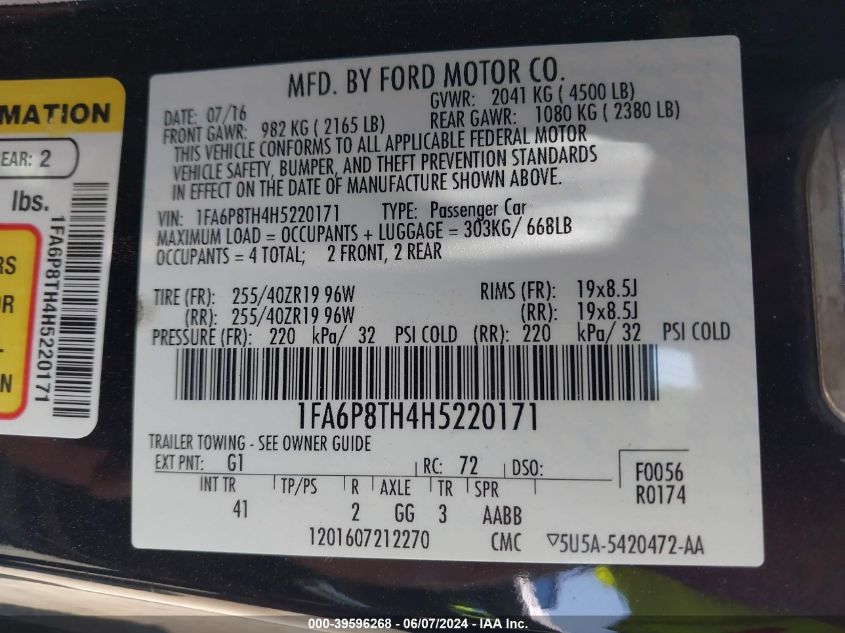 MATION
EAR: 2
lbs.
1FA6P8TH4H5220171
RS
OR
L
N
MFD. BY FORD MOTOR CO.
DATE: 07/16 GVWR: 2041 KG ( 4500 LB)
FRONT GAWR: 982 KG ( 2165 LB) REAR GAWR: 1080 KG ( 2380 LB)
THIS VEHICLE CONFORMS TO ALL APPLICABLE FEDERAL MOTOR
VEHICLE SAFETY, BUMPER, AND THEFT PREVENTION STANDARDS
IN EFFECT ON THE DATE OF MANUFACTURE SHOWN ABOVE.
VIN: 1FA6P8TH4H5220171 TYPE: Passenger Car
MAXIMUM LOAD = OCCUPANTS + LUGGAGE = 303KG/ 668LB
OCCUPANTS = 4 TOTAL; 2 FRONT, 2 REAR
TIRE (FR): 255/40ZR19 96W RIMS (FR): 19x8.5J
(RR): 255/40ZR19 96W (RR): 19x8.5J
PRESSURE (FR): 220 kPa/ 32 PSI COLD (RR): 220 kPa/ 32 PSI COLD
1FA6P8TH4H5220171
TRAILER TOWING - SEE OWNER GUIDE
EXT PNT: G1 RC: 72 DSO: F0056
INT TR TP/PS R AXLE TR SPR R0174
41 2 GG 3 AABB
1201607212270 CMC ▽5U5A-5420472-AA
000-39596268 - 06/07/2024 - IAA Inc.